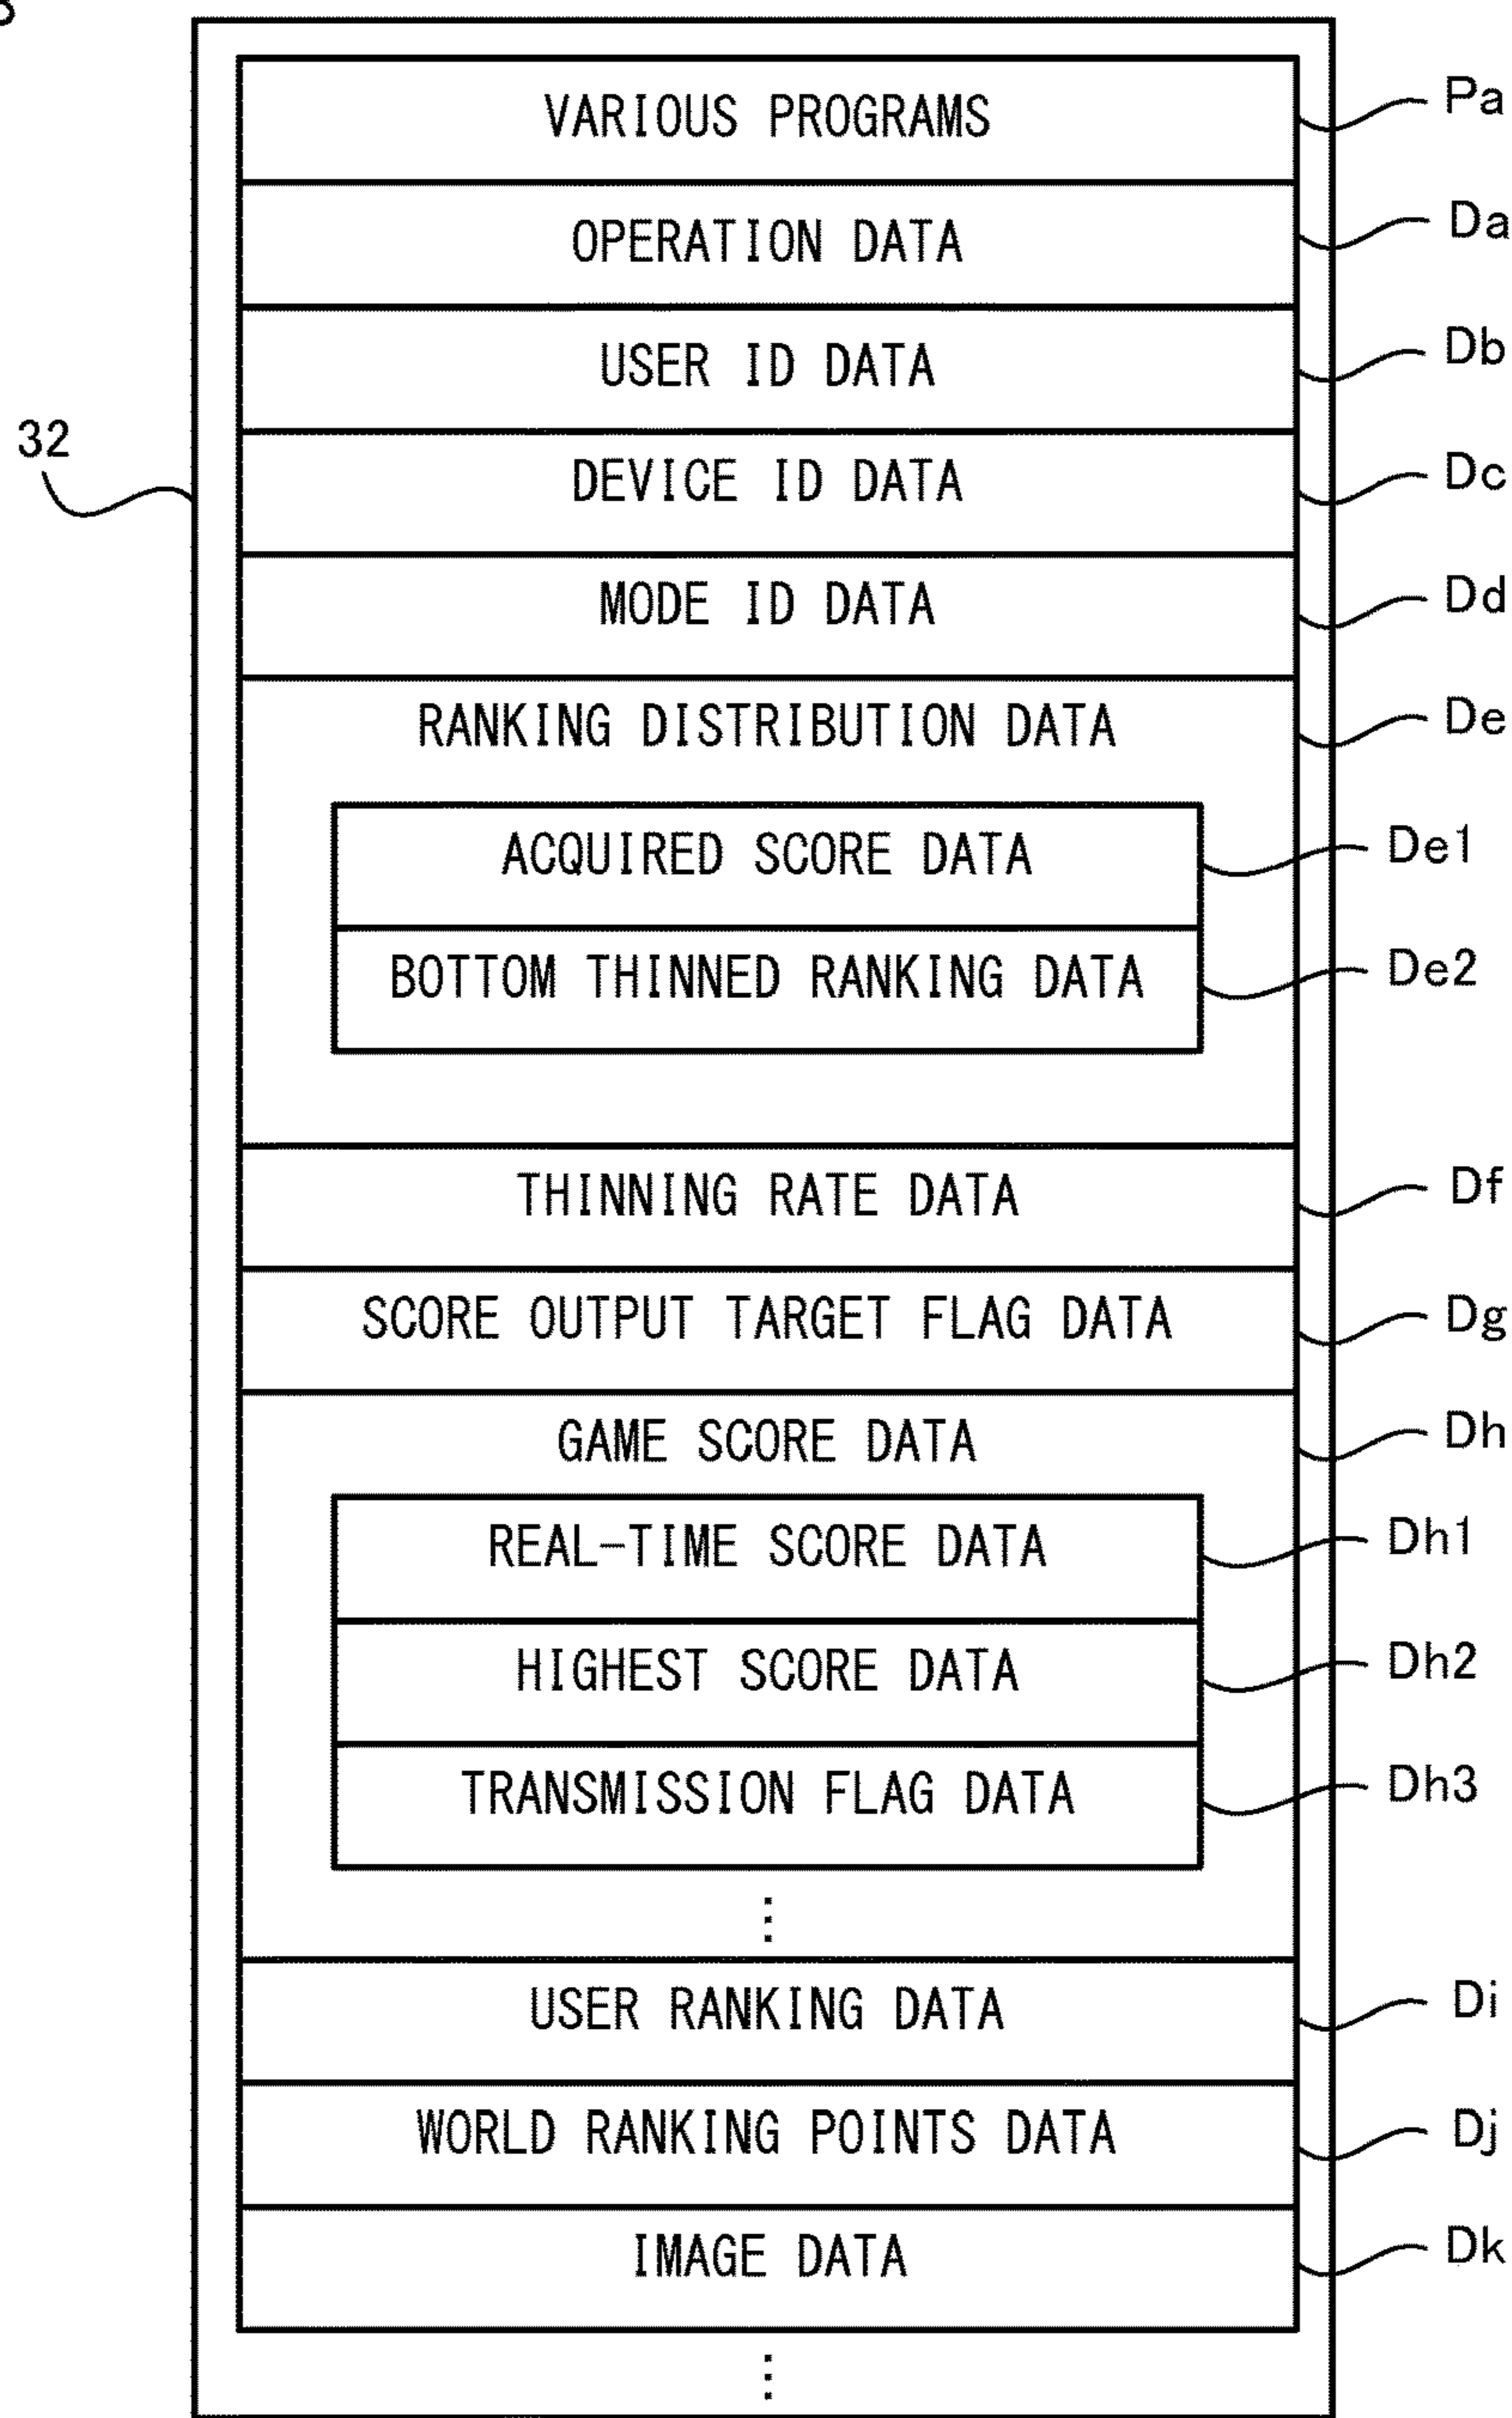 VARIOUS PROGRAMS Pa
OPERATION DATA Da
USER ID DATA Db
32
DEVICE ID DATA Dc
MODE ID DATA Dd
RANKING DISTRIBUTION DATA De
ACQUIRED SCORE DATA De1
BOTTOM THINNED RANKING DATA De2
THINNING RATE DATA Df
SCORE OUTPUT TARGET FLAG DATA Dg
GAME SCORE DATA Dh
REAL-TIME SCORE DATA Dh1
HIGHEST SCORE DATA Dh2
TRANSMISSION FLAG DATA Dh3
USER RANKING DATA Di
WORLD RANKING POINTS DATA Dj
IMAGE DATA Dk